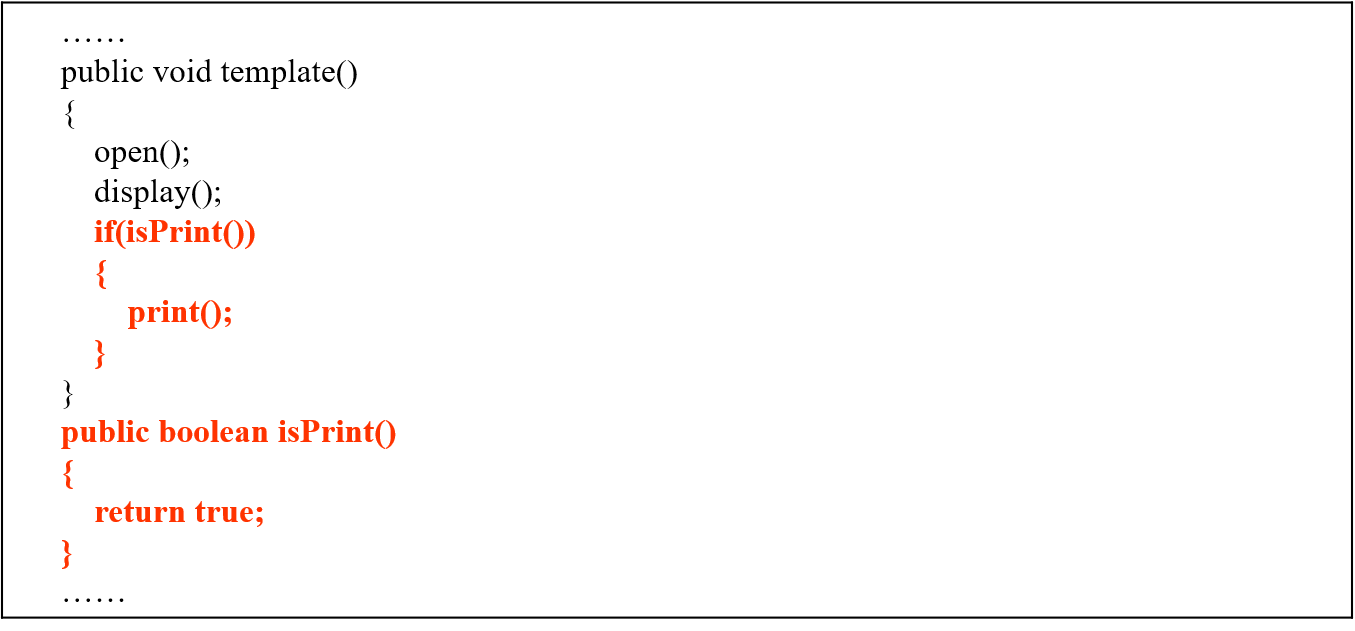 ……
public void template()
{
open();
display();
if(isPrint())
{
print();
}
}
public boolean isPrint()
{
return true;
}
……